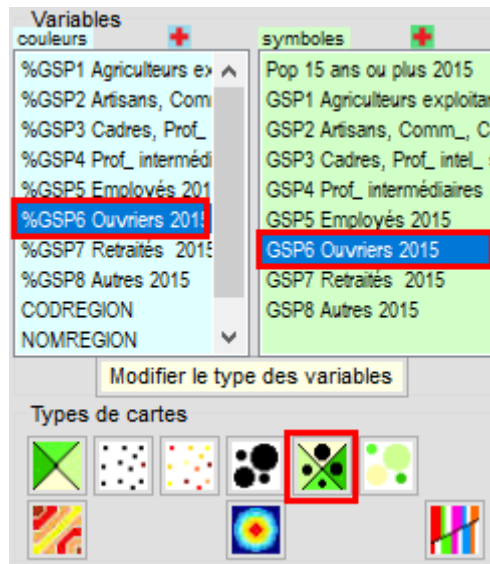 Variables
couleurs
symboles
%GSP1 Agriculteurs ex
%GSP2 Artisans, Com
%GSP3 Cadres, Prof_
%GSP4 Prof_ intermédi
%GSP5 Employés 201
%GSP6 Ouvriers 2015
%GSP7 Retraités 2015
%GSP8 Autres 2015
CODREGION
NOMREGION
Pop 15 ans ou plus 2015
GSP1 Agriculteurs exploitan
GSP2 Artisans, Comm_, C
GSP3 Cadres, Prof_ intel_
GSP4 Prof_ intermédiaires
GSP5 Employés 2015
GSP6 Ouvriers 2015
GSP7 Retraités 2015
GSP8 Autres 2015
Modifier le type des variables
Types de cartes